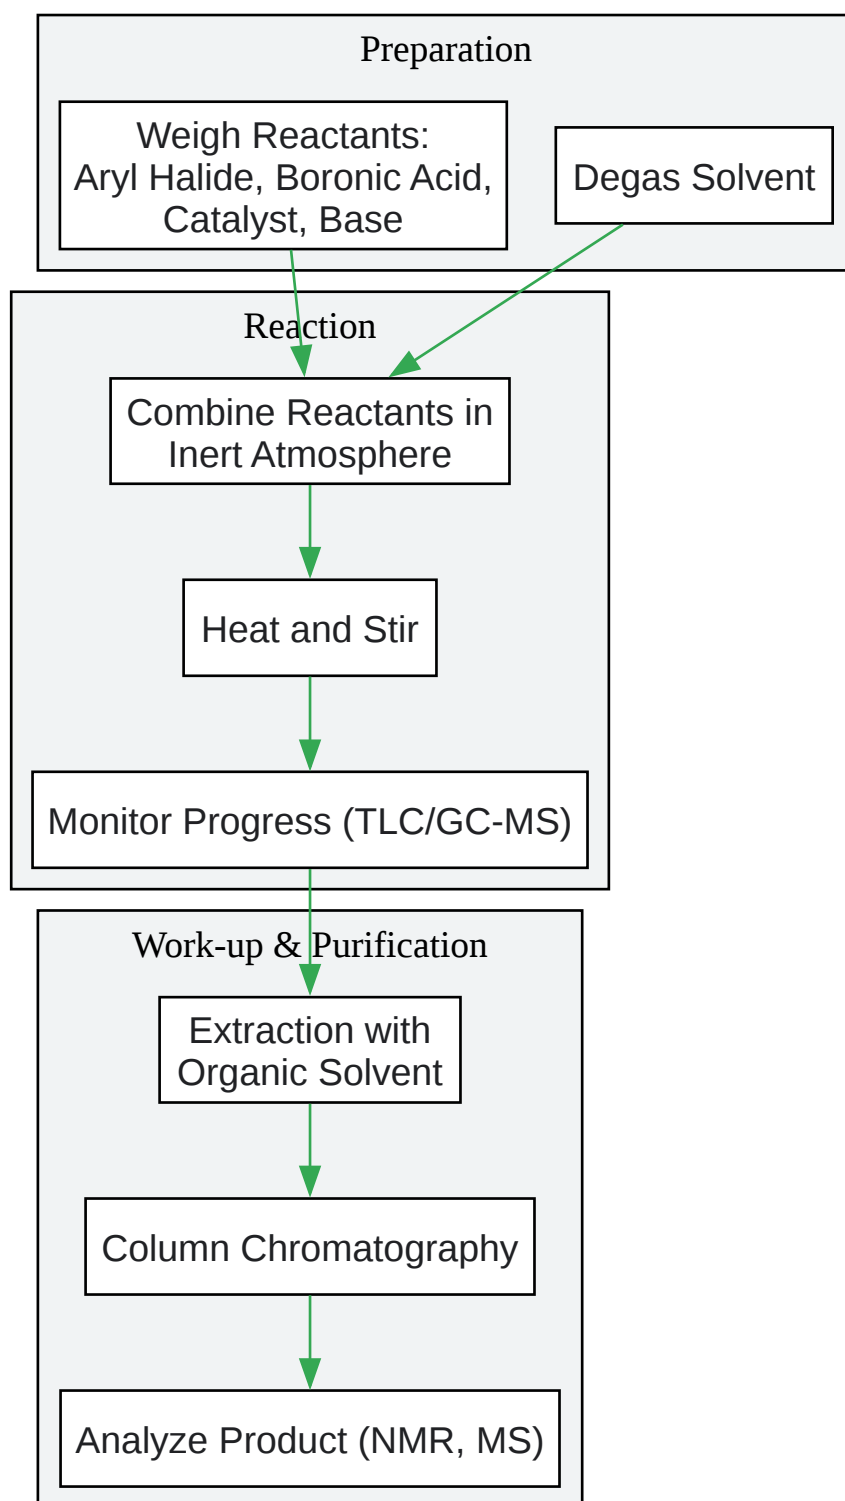 Preparation
Weigh Reactants:
Aryl Halide, Boronic Acid,
Catalyst, Base
Degas Solvent
Reaction
Combine Reactants in
Inert Atmosphere
Heat and Stir
Monitor Progress (TLC/GC-MS)
Work-up & Purification
Extraction with
Organic Solvent
Column Chromatography
Analyze Product (NMR, MS)